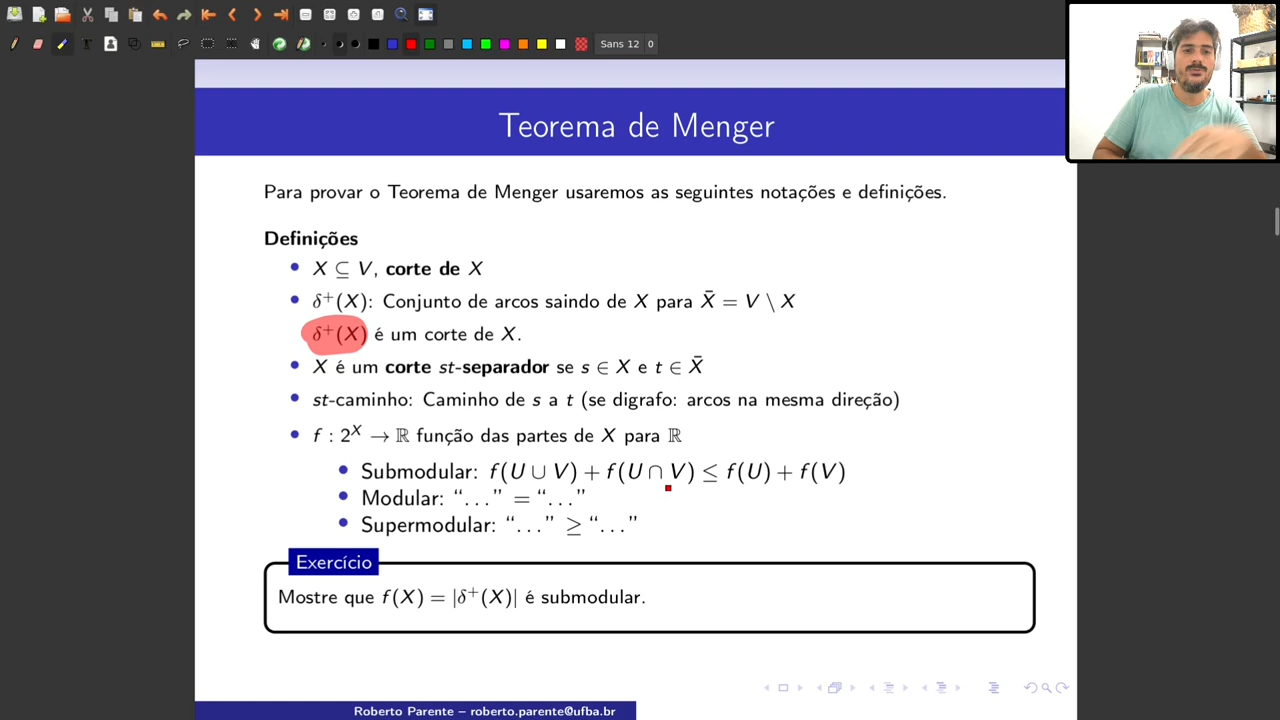 Sans 12 0
Teorema de Menger
Para provar o Teorema de Menger usaremos as seguintes notações e definições.
Definições
• X ⊆ V, corte de X
• δ⁺(X): Conjunto de arcos saindo de X para X̄ = V \ X
δ⁺(X) é um corte de X.
• X é um corte st-separador se s ∈ X e t ∈ X̄
• st-caminho: Caminho de s a t (se digrafo: arcos na mesma direção)
• f : 2^X → ℝ função das partes de X para ℝ
• Submodular: f(U ∪ V) + f(U ∩ V) ≤ f(U) + f(V)
• Modular: “...” = “...”
• Supermodular: “...” ≥ “...”
Exercício
Mostre que f(X) = |δ⁺(X)| é submodular.
Roberto Parente – roberto.parente@ufba.br